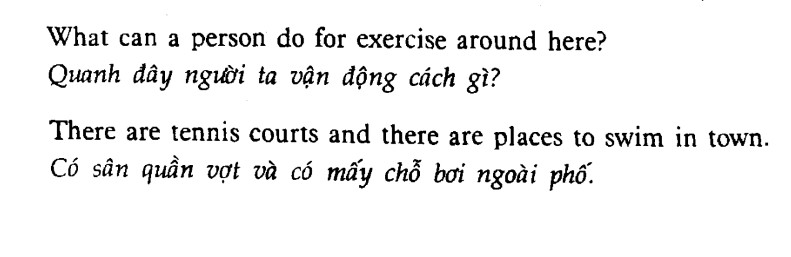 What can a person do for exercise around here?
Quanh đây người ta vận động cách gì?
There are tennis courts and there are places to swim in town.
Có sân quần vợt và có mấy chỗ bơi ngoài phố.